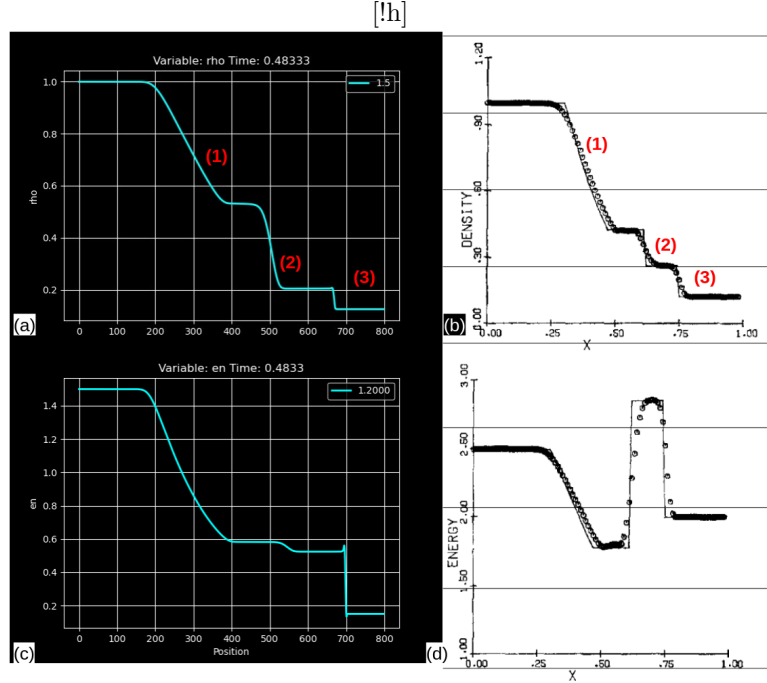 [!h]
Variable: rho Time: 0.48333
1.5
1.0
0.8
0.6
0.4
0.2
rho
(1)
(2)
(3)
(a)
0 100 200 300 400 500 600 700 800
1.20
.90
.60
.30
0.00
DENSITY
(1)
(2)
(3)
(b)
0.00 .25 .50 .75 1.00
X
Variable: en Time: 0.4833
1.2000
1.4
1.2
1.0
0.8
0.6
0.4
0.2
en
0 100 200 300 400 500 600 700 800
Position
(c)
3.00
2.50
2.00
1.50
1.00
ENERGY
(d)
0.00 .25 .50 .75 1.00
X